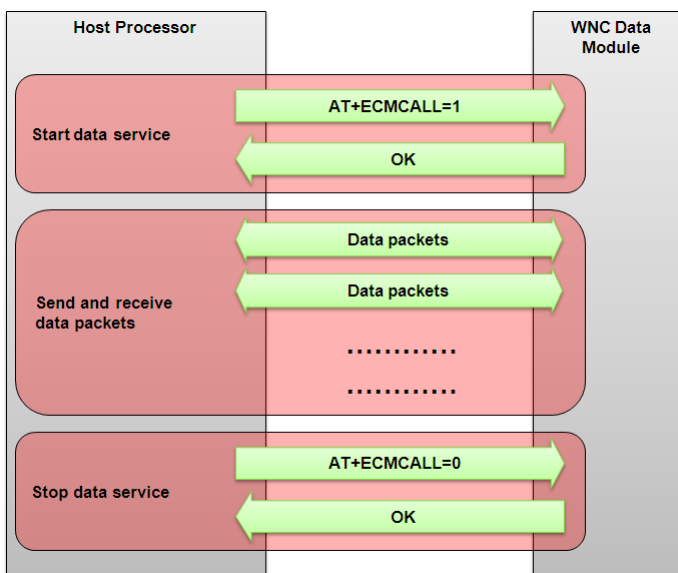 Host Processor
WNC Data
Module
Start data service
AT+ECMCALL=1
OK
Send and receive
data packets
Data packets
Data packets
............
............
Stop data service
AT+ECMCALL=0
OK